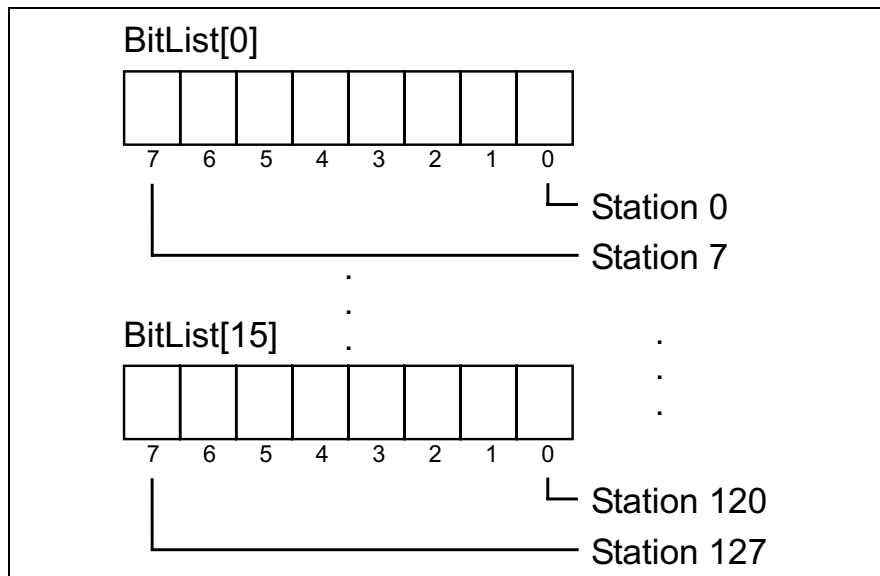 BitList[0]
7 6 5 4 3 2 1 0
Station 0
Station 7
.
.
BitList[15] .
.
.
.
7 6 5 4 3 2 1 0
Station 120
Station 127